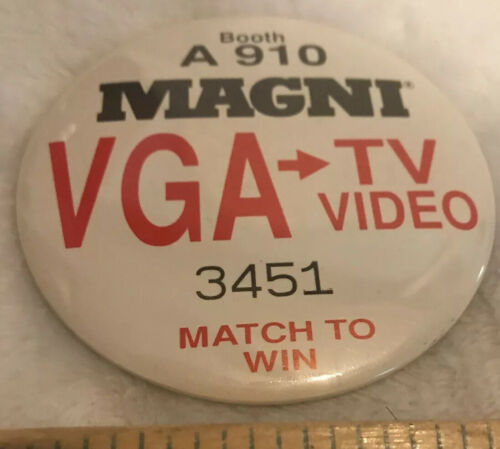 Booth
A 910
MAGNI®
VGA → TV
VIDEO
3451
MATCH TO
WIN